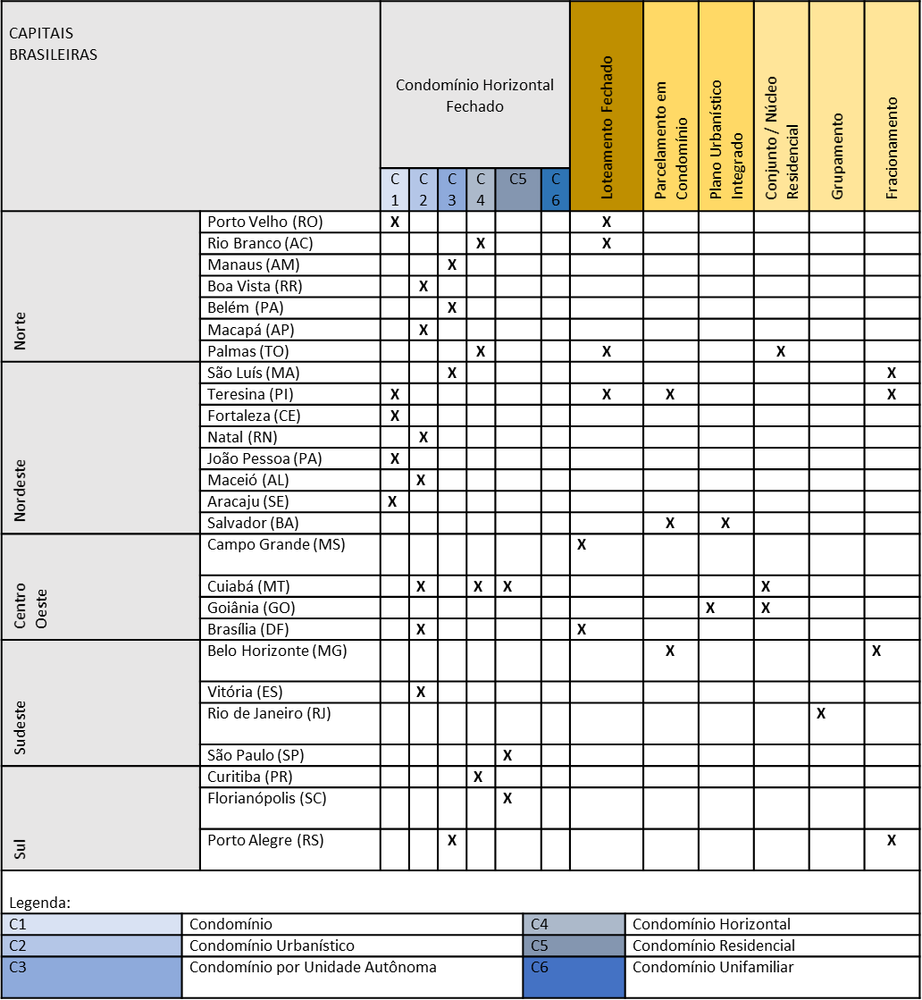 CAPITAIS
BRASILEIRAS
Condomínio Horizontal
Fechado
Loteamento Fechado
Parcelamento em
Condomínio
Plano Urbanístico
Integrado
Conjunto / Núcleo
Residencial
Grupamento
Fracionamento
C
1
C
2
C
3
C
4
C5
C
6
Norte
Porto Velho (RO) X X
Rio Branco (AC) X X
Manaus (AM) X
Boa Vista (RR) X
Belém (PA) X
Macapá (AP) X
Palmas (TO) X X X
Nordeste
São Luís (MA) X X
Teresina (PI) X X X X
Fortaleza (CE) X
Natal (RN) X
João Pessoa (PA) X
Maceió (AL) X
Aracaju (SE) X
Salvador (BA) X X
Centro
Oeste
Campo Grande (MS) X
Cuiabá (MT) X X X X
Goiânia (GO) X X
Brasília (DF) X X
Sudeste
Belo Horizonte (MG) X X
Vitória (ES) X
Rio de Janeiro (RJ) X
São Paulo (SP) X
Sul
Curitiba (PR) X
Florianópolis (SC) X
Porto Alegre (RS) X X
Legenda:
C1 Condomínio C4 Condomínio Horizontal
C2 Condomínio Urbanístico C5 Condomínio Residencial
C3 Condomínio por Unidade Autônoma C6 Condomínio Unifamiliar